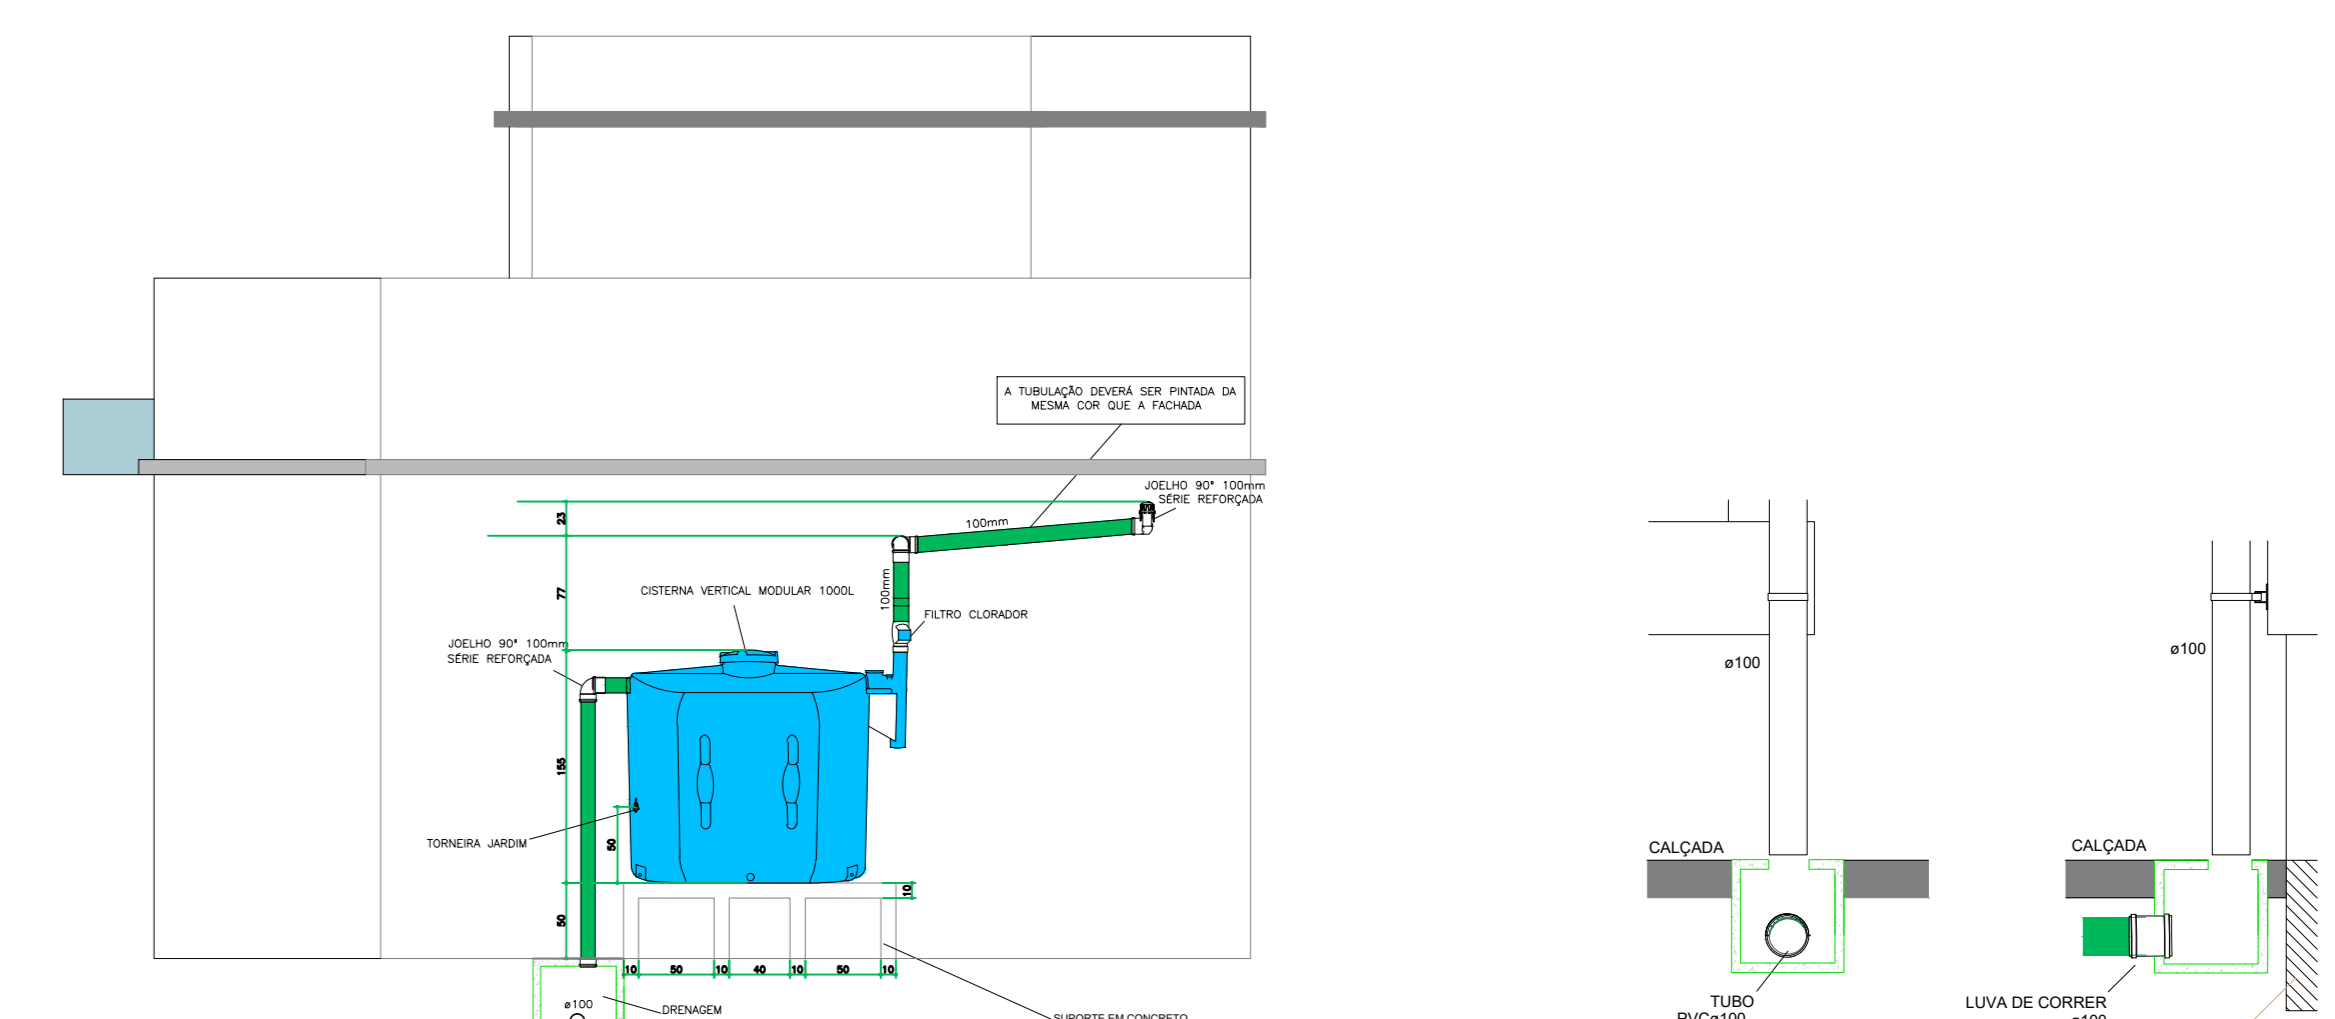 A TUBULAÇÃO DEVERÁ SER PINTADA DA
MESMA COR QUE A FACHADA
JOELHO 90° 100mm
SÉRIE REFORÇADA
23
100mm
77
CISTERNA VERTICAL MODULAR 1000L
100mm
FILTRO CLORADOR
JOELHO 90° 100mm
SÉRIE REFORÇADA
155
TORNEIRA JARDIM
50
10
50
10
50
10
40
10
50
10
ø100
DRENAGEM
SUPORTE EM CONCRETO
ø100
CALÇADA
TUBO
PVCø100
ø100
CALÇADA
LUVA DE CORRER
ø100